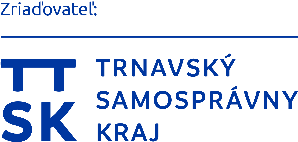 Zriaďovateľ:
TT
SK
TRNAVSKÝ
SAMOSPRÁVNY
KRAJ